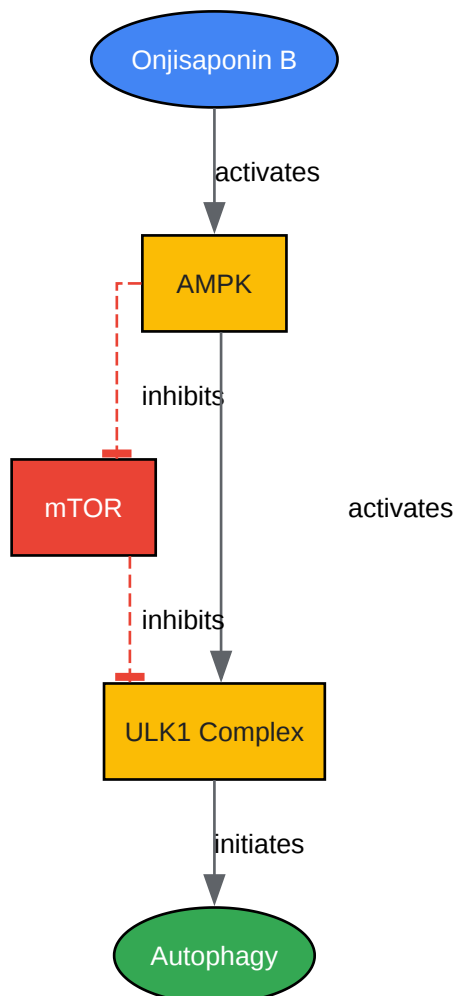 Onjisaponin B
activates
AMPK
inhibits
mTOR
activates
inhibits
ULK1 Complex
initiates
Autophagy